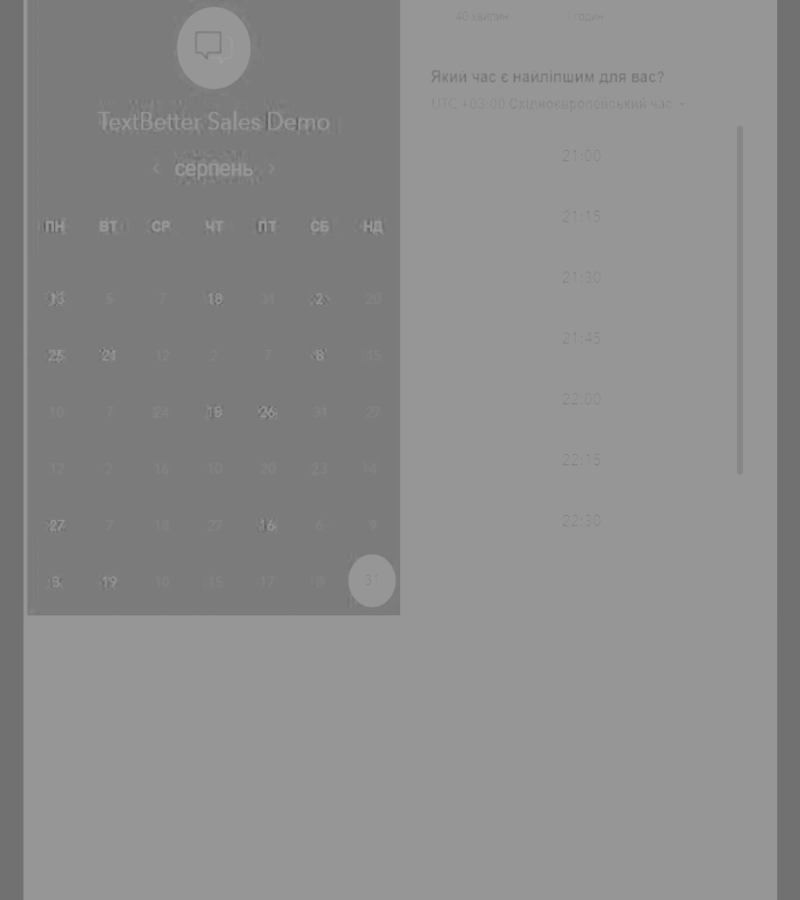 40 хвилин 1 годин
TextBetter Sales Demo
‹ серпень ›
ПН ВТ СР ЧТ ПТ СБ НД
13 5 7 18 31 2 20
25 21 12 2 7 8 15
10 7 24 18 26 31 27
12 2 16 10 20 23 14
27 7 18 27 16 6 9
8 19 10 15 17 31
Який час є найліпшим для вас?
UTC +03:00 Східноєвропейський час
21:00
21:15
21:30
21:45
22:00
22:15
22:30